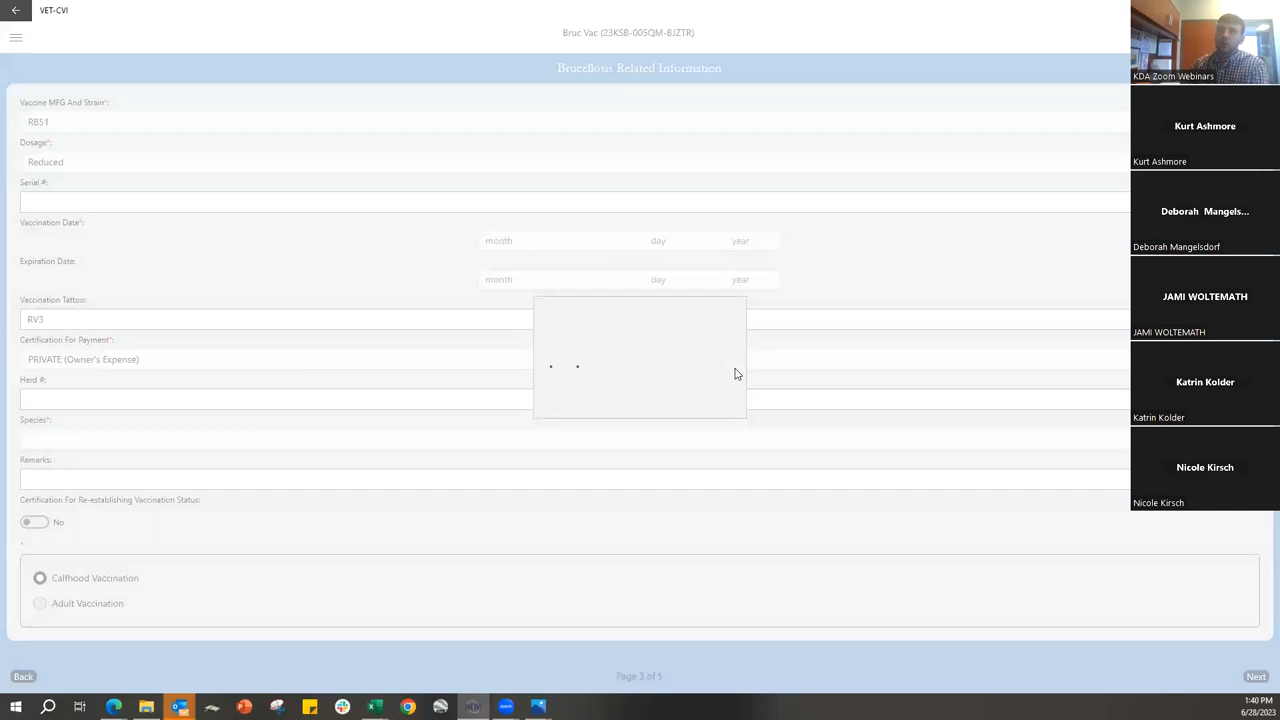 VET-CVI
Bruc Vac (23KSB-005QM-BJZTR)
Brucellosis Related Information
Vaccine MFG And Strain*:
RB51
Dosage*:
Reduced
Serial #:
Vaccination Date*:
month day year
Expiration Date:
month day year
Vaccination Tattoo:
RV3
Certification For Payment*:
PRIVATE (Owner's Expense)
Herd #:
Species*:
Remarks:
Certification For Re-establishing Vaccination Status:
No
Calfhood Vaccination
Adult Vaccination
Back
Page 3 of 5
Next
KDA Zoom Webinars
Kurt Ashmore
Kurt Ashmore
Deborah Mangels...
Deborah Mangelsdorf
JAMI WOLTEMATH
JAMI WOLTEMATH
Katrin Kolder
Katrin Kolder
Nicole Kirsch
Nicole Kirsch
1:40 PM
6/28/2023